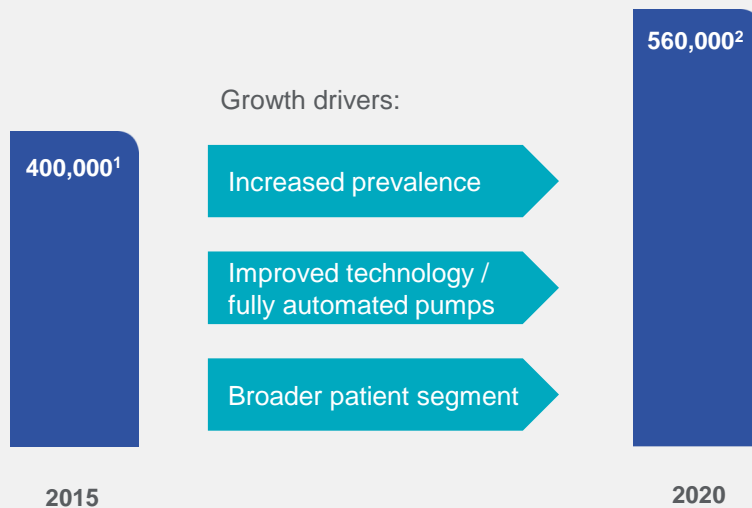 560,000²
Growth drivers:
400,000¹
Increased prevalence
Improved technology /
fully automated pumps
Broader patient segment
2015
2020